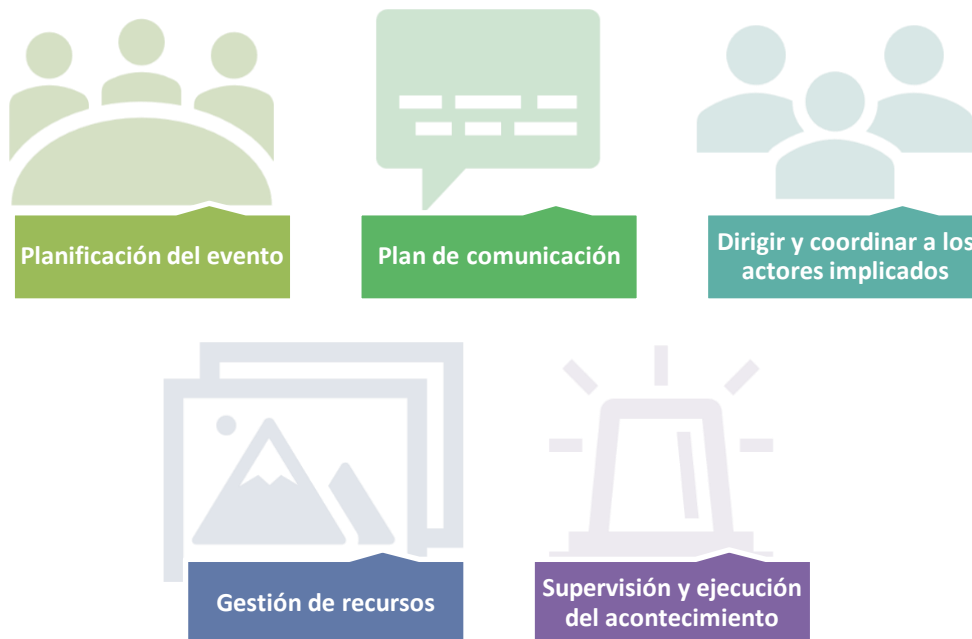 Planificación del evento
Plan de comunicación
Dirigir y coordinar a los
actores implicados
Gestión de recursos
Supervisión y ejecución
del acontecimiento